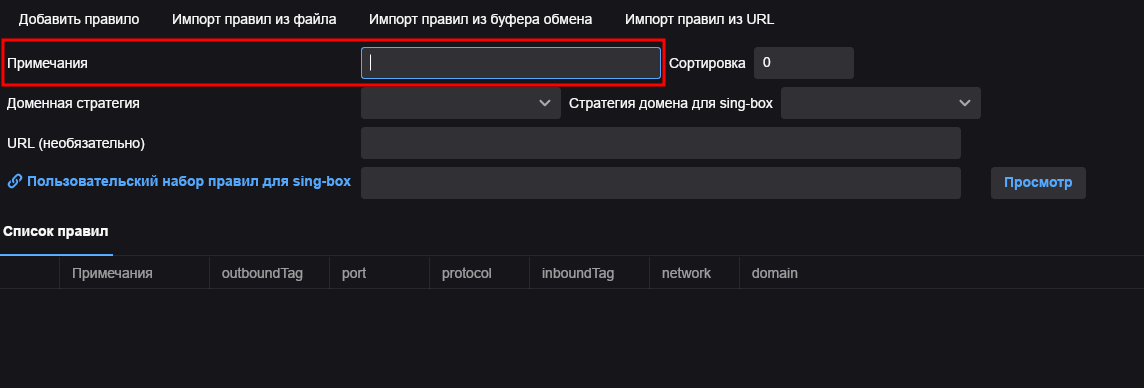 Добавить правило Импорт правил из файла Импорт правил из буфера обмена Импорт правил из URL
Примечания Сортировка 0
Доменная стратегия Стратегия домена для sing-box
URL (необязательно)
Пользовательский набор правил для sing-box Просмотр
Список правил
Примечания outboundTag port protocol inboundTag network domain